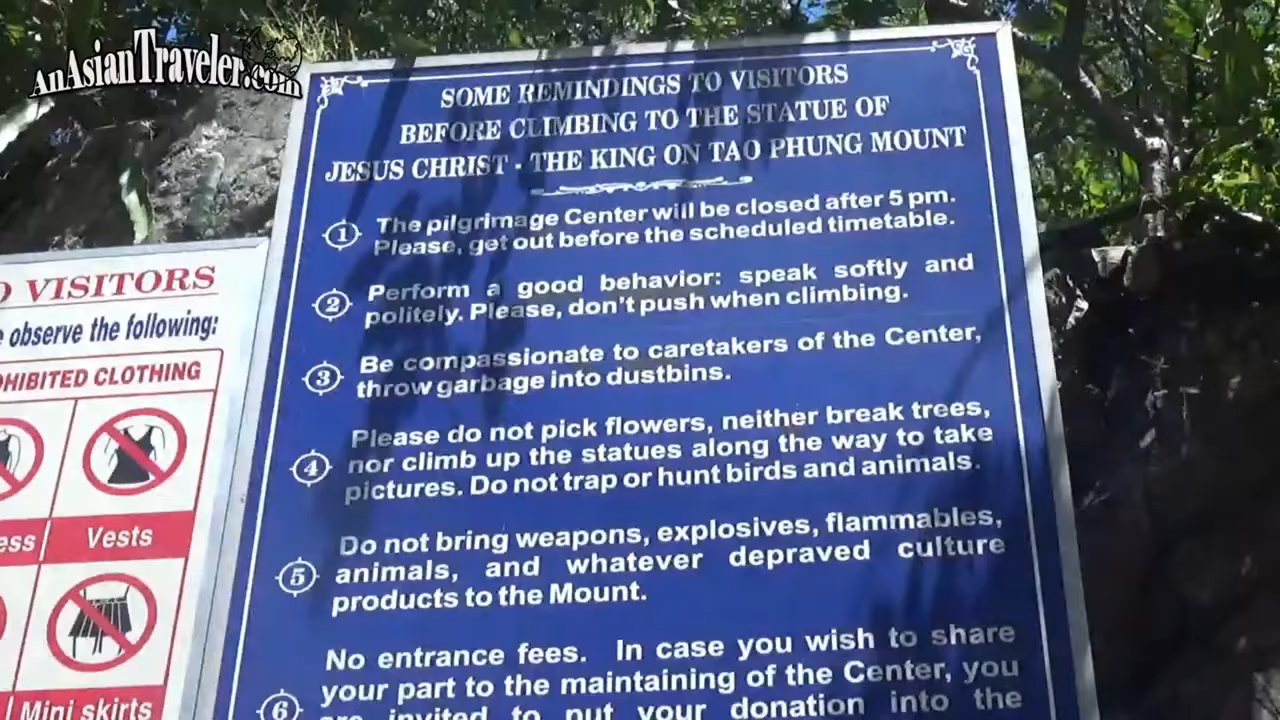 AnAsianTraveler.com
SOME REMINDINGS TO VISITORS
BEFORE CLIMBING TO THE STATUE OF
JESUS CHRIST - THE KING ON TAO PHUNG MOUNT
1 The pilgrimage Center will be closed after 5 pm.
Please, get out before the scheduled timetable.
2 Perform a good behavior: speak softly and
politely. Please, don't push when climbing.
3 Be compassionate to caretakers of the Center,
throw garbage into dustbins.
4 Please do not pick flowers, neither break trees,
nor climb up the statues along the way to take
pictures. Do not trap or hunt birds and animals.
5 Do not bring weapons, explosives, flammables,
animals, and whatever depraved culture
products to the Mount.
6 No entrance fees. In case you wish to share
your part to the maintaining of the Center, you
are invited to put your donation into the
O VISITORS
e observe the following:
OHIBITED CLOTHING
ess
Vests
Mini skirts